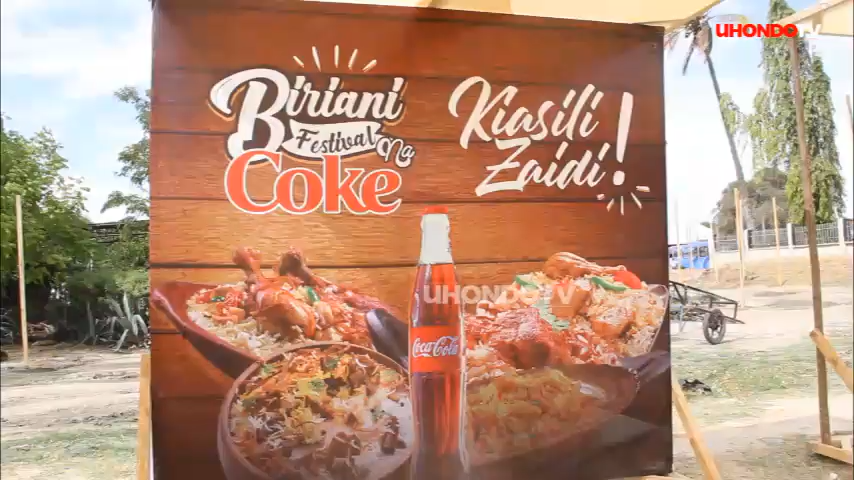 UHONDO TV
Biriani
Festival
Na
Coke
Kiasili
Zaidi!
UHONDO TV
Coca-Cola